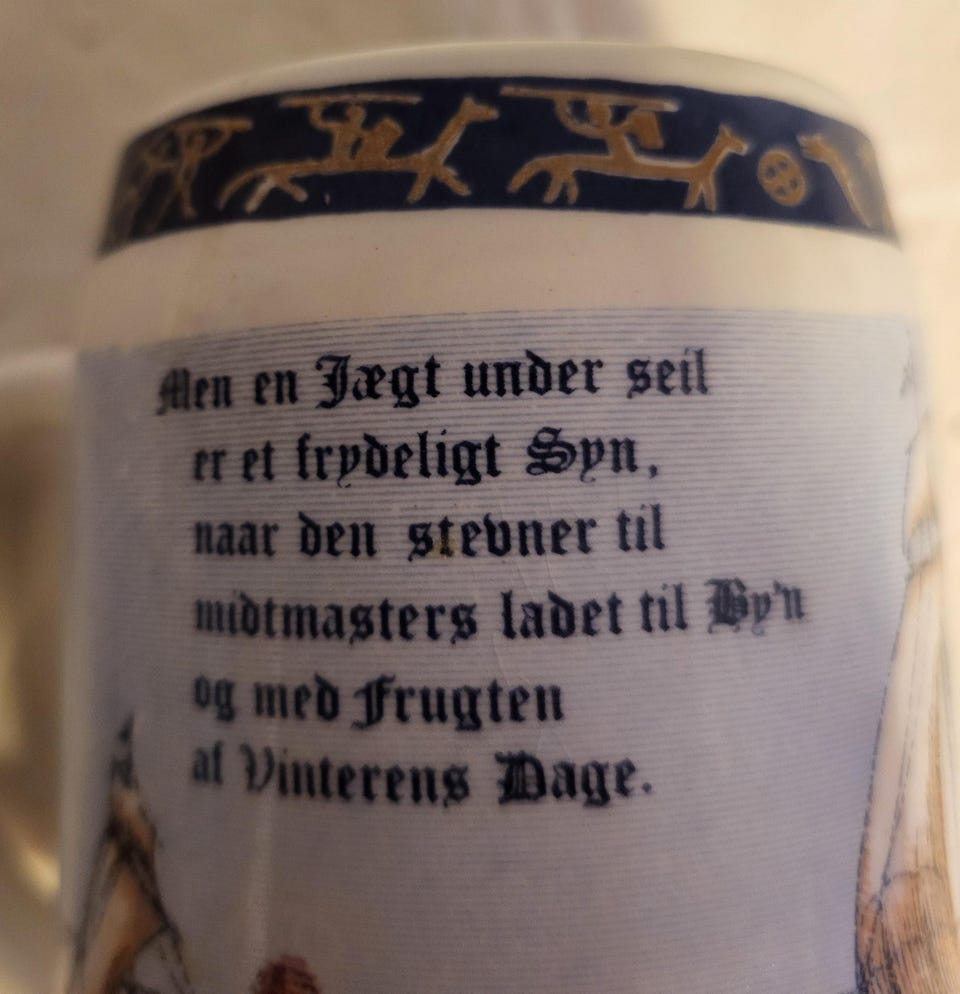 Men en Jægt under seil
er et frydeligt Syn,
naar den stevner til
midtmasters ladet til By'n
og med Frugten
af Vinterens Dage.